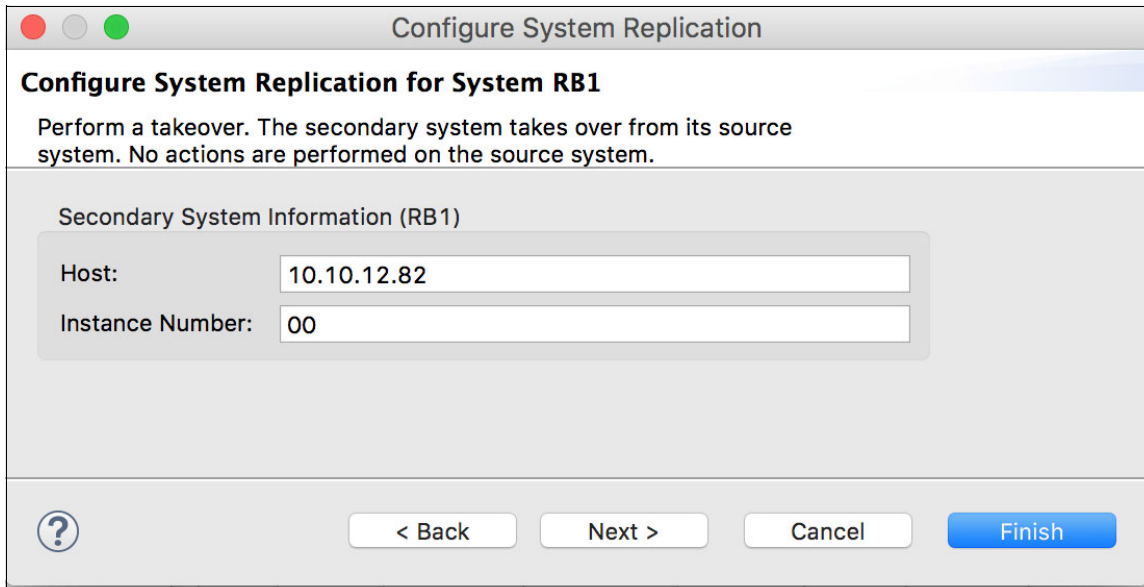 Configure System Replication
Configure System Replication for System RB1
Perform a takeover. The secondary system takes over from its source
system. No actions are performed on the source system.
Secondary System Information (RB1)
Host: 10.10.12.82
Instance Number: 00
? < Back Next > Cancel Finish